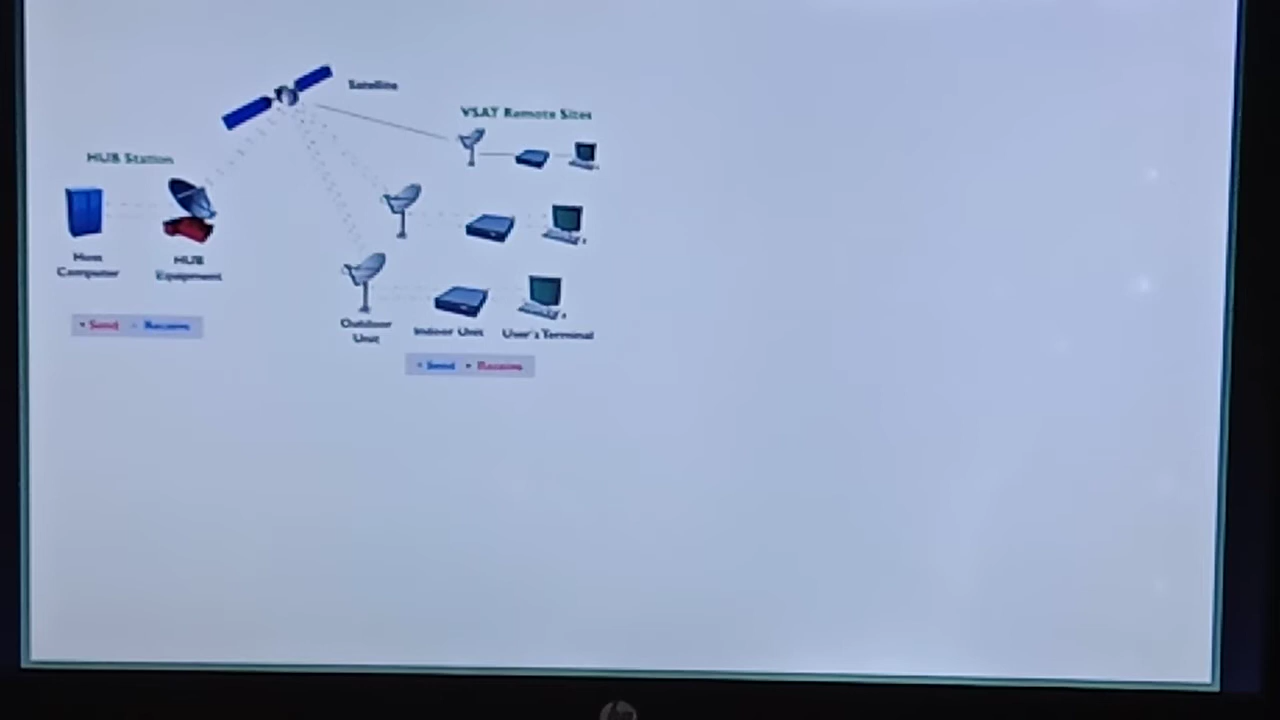 Satellite
VSAT Remote Sites
HUB Station
Host
Computer
HUB
Equipment
Send
Receive
Outdoor
Unit
Indoor Unit
User's Terminal
Send
Receive
hp